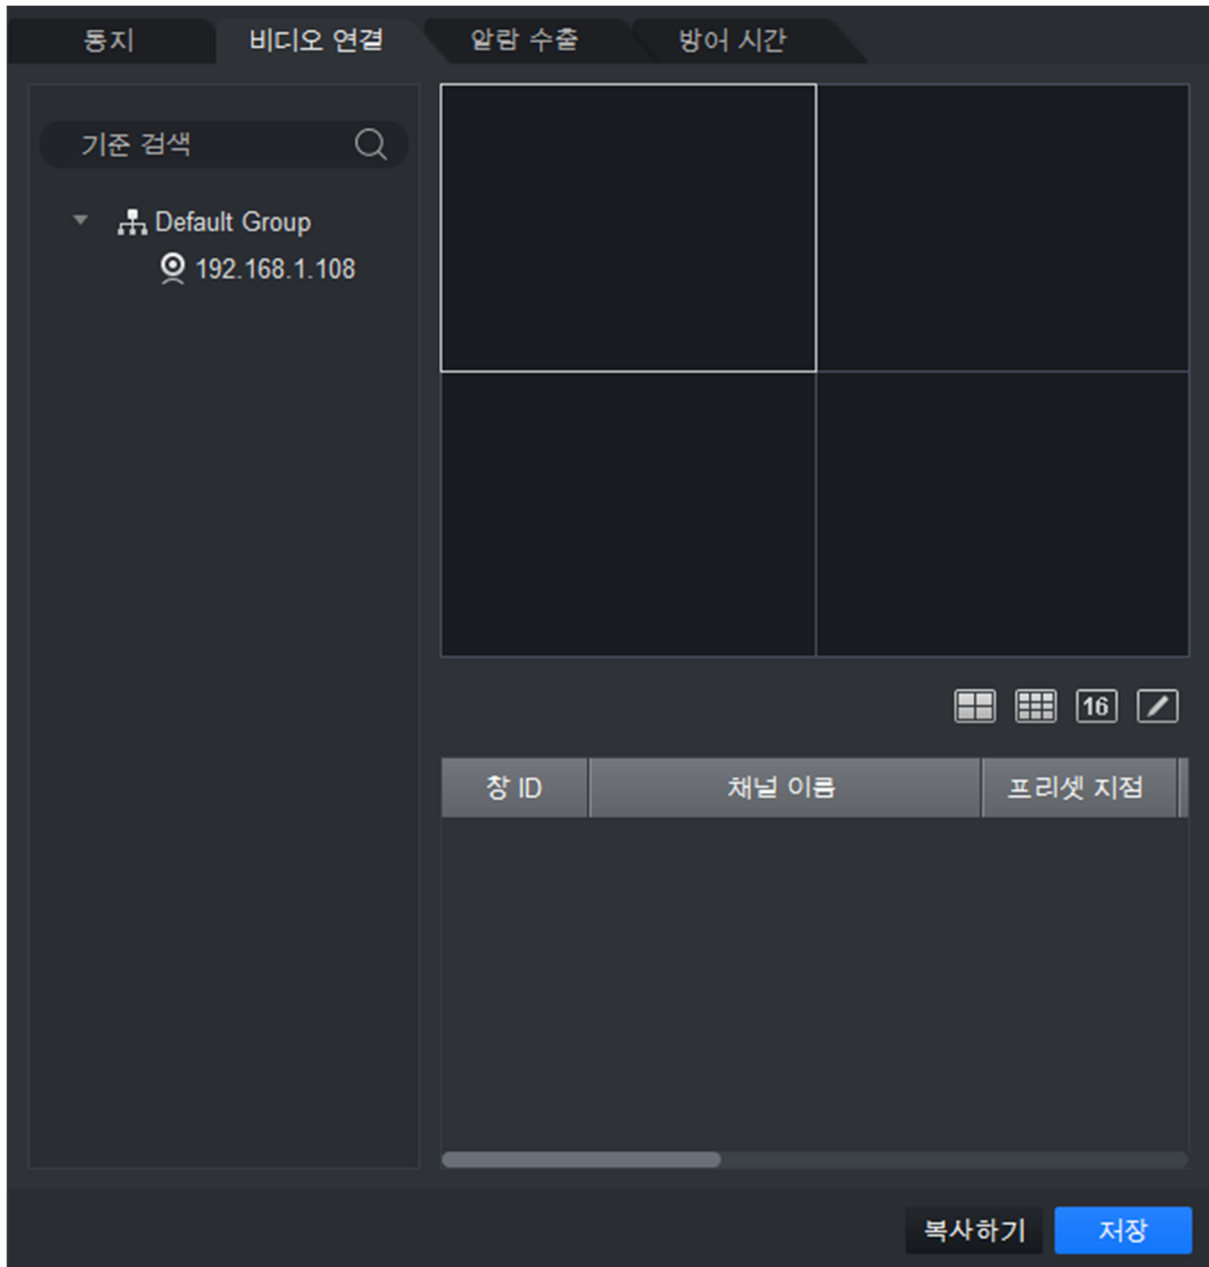 통지 비디오 연결 알람 수출 방어 시간
기준 검색
Default Group
192.168.1.108
16
창 ID 채널 이름 프리셋 지점
복사하기 저장